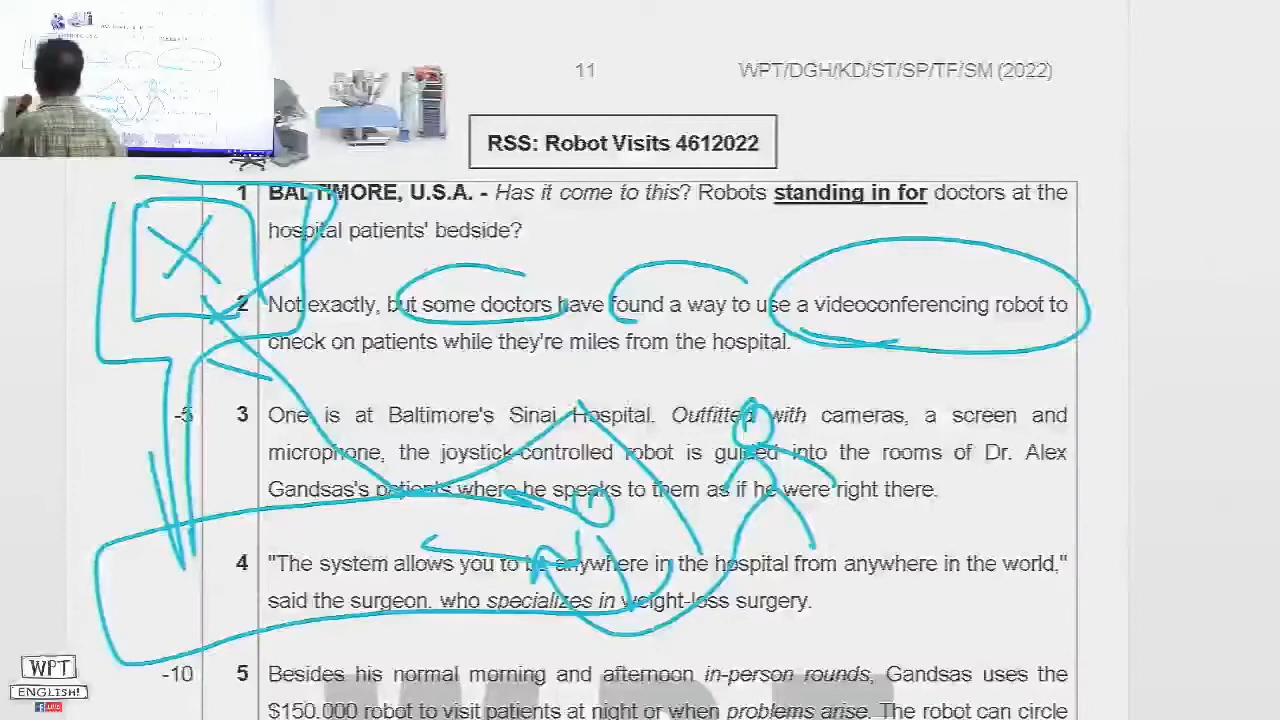 11
WPT/DGH/KD/ST/SP/TF/SM (2022)
RSS: Robot Visits 4612022
1 BALTIMORE, U.S.A. - Has it come to this? Robots standing in for doctors at the
hospital patients' bedside?
2 Not exactly, but some doctors have found a way to use a videoconferencing robot to
check on patients while they're miles from the hospital.
-5 3 One is at Baltimore's Sinai Hospital. Outfitted with cameras, a screen and
microphone, the joystick-controlled robot is guided into the rooms of Dr. Alex
Gandsas's patients where he speaks to them as if he were right there.
4 "The system allows you to be anywhere in the hospital from anywhere in the world,"
said the surgeon. who specializes in weight-loss surgery.
-10 5 Besides his normal morning and afternoon in-person rounds, Gandsas uses the
$150.000 robot to visit patients at night or when problems arise. The robot can circle
WPT
ENGLISH!